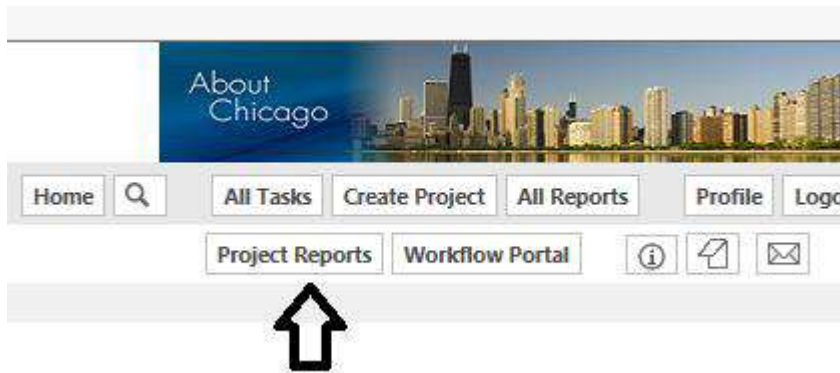 About
Chicago
Home All Tasks Create Project All Reports Profile
Project Reports Workflow Portal